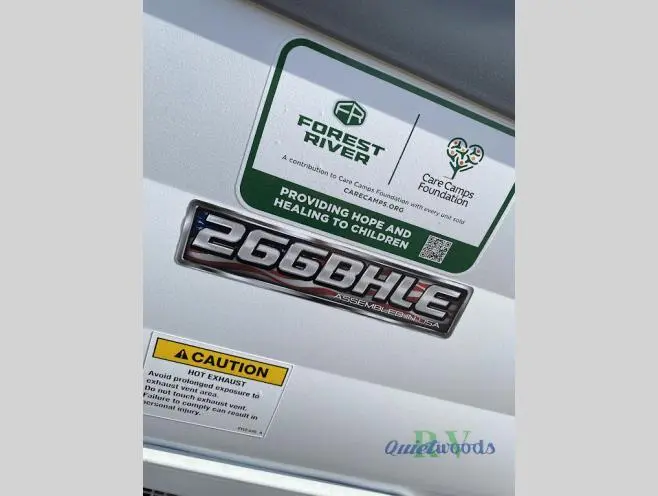 FR
FOREST
RIVER
Care Camps
Foundation
A contribution to Care Camps Foundation with every unit sold
CARECAMPS.ORG
PROVIDING HOPE AND
HEALING TO CHILDREN
266BHLE
ASSEMBLED IN USA
CAUTION
HOT EXHAUST
Avoid prolonged exposure to
exhaust vent area.
Do not touch exhaust vent.
Failure to comply can result in
personal injury.
Quietwoods
RV